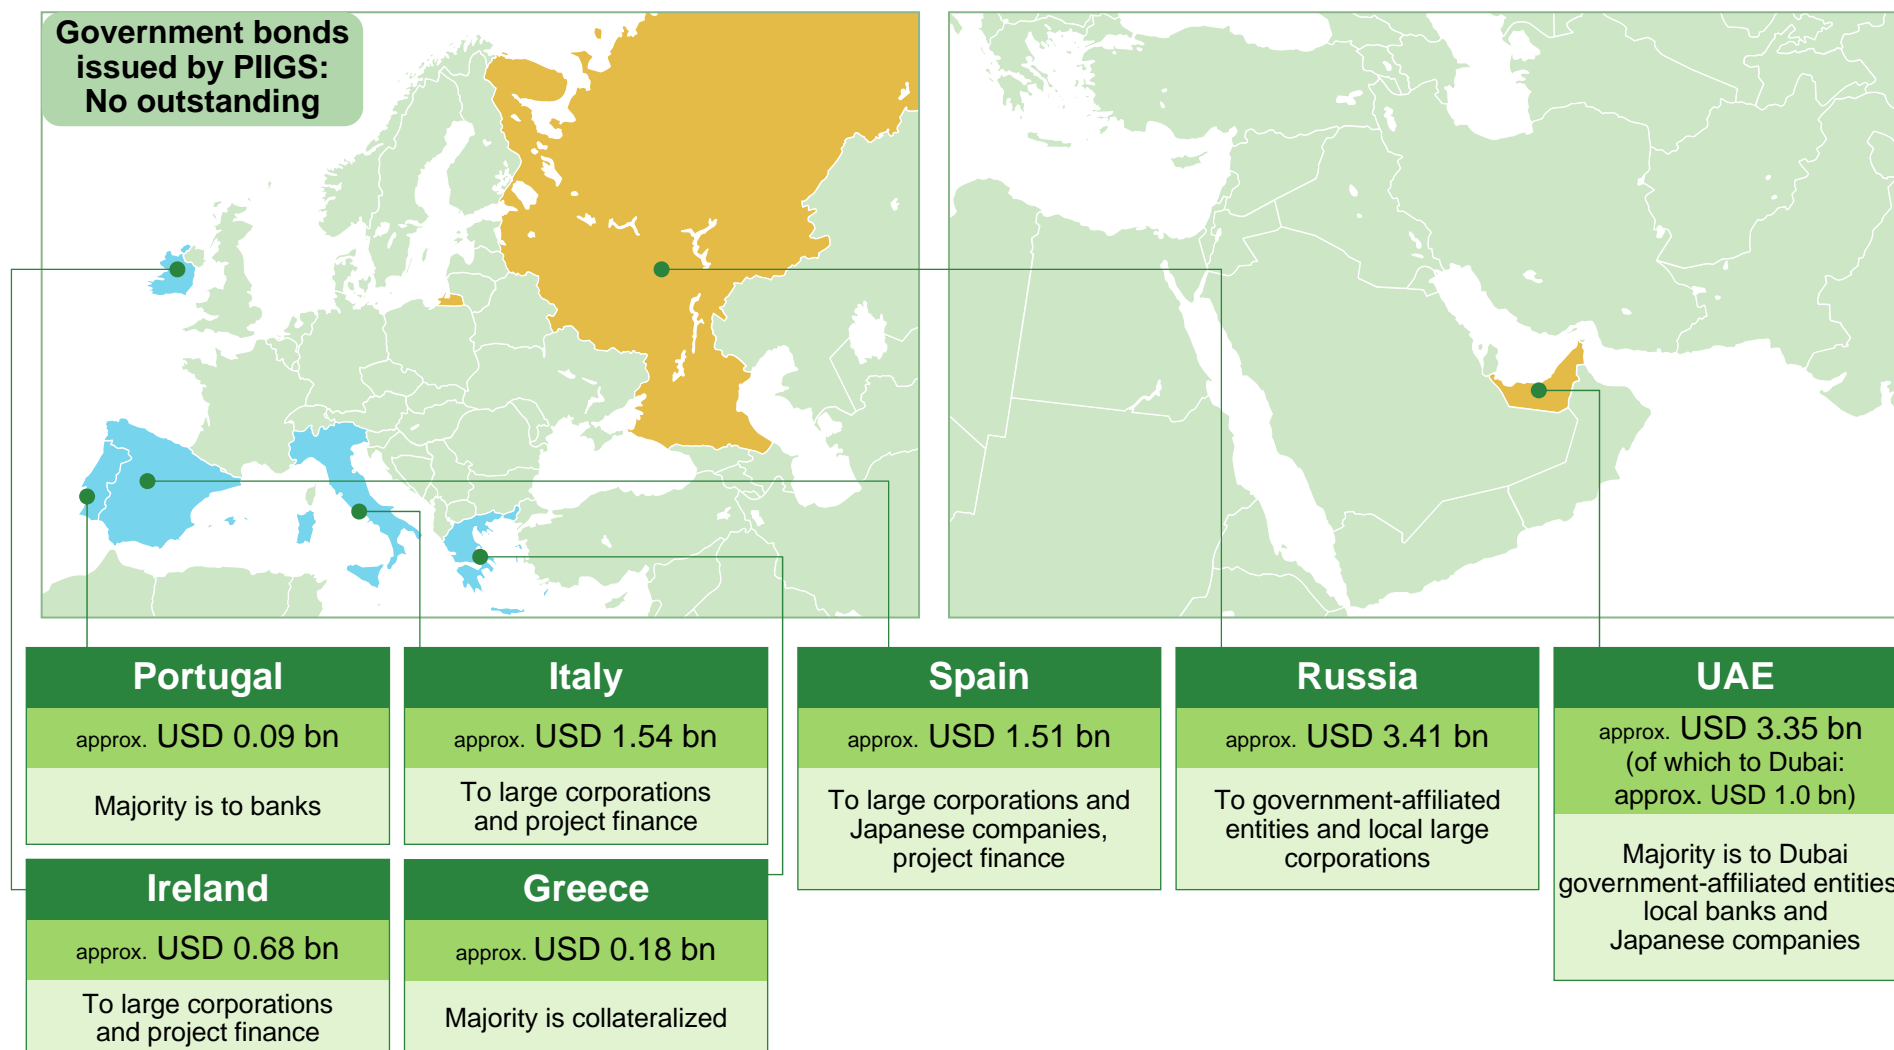 Government bonds
issued by PIIGS:
No outstanding
Portugal
approx. USD 0.09 bn
Majority is to banks
Italy
approx. USD 1.54 bn
To large corporations
and project finance
Spain
approx. USD 1.51 bn
To large corporations and
Japanese companies,
project finance
Russia
approx. USD 3.41 bn
To government-affiliated
entities and local large
corporations
UAE
approx. USD 3.35 bn
(of which to Dubai:
approx. USD 1.0 bn)
Majority is to Dubai
government-affiliated entities
local banks and
Japanese companies
Ireland
approx. USD 0.68 bn
To large corporations
and project finance
Greece
approx. USD 0.18 bn
Majority is collateralized